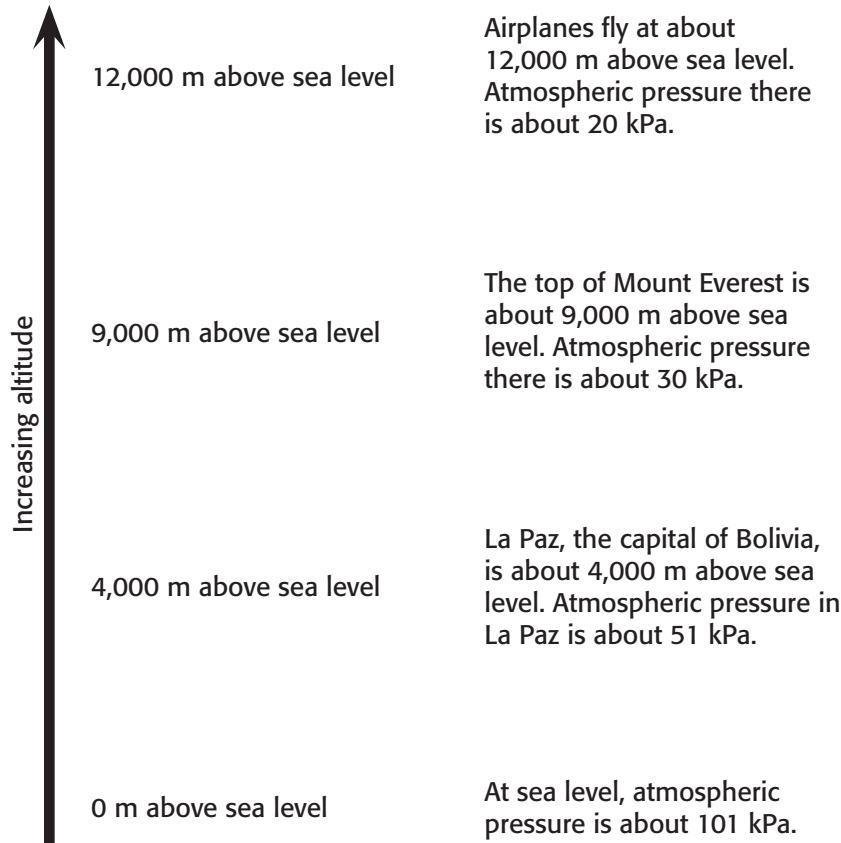 Airplanes fly at about
12,000 m above sea level.
Atmospheric pressure there
is about 20 kPa.
12,000 m above sea level
The top of Mount Everest is
about 9,000 m above sea
level. Atmospheric pressure
there is about 30 kPa.
9,000 m above sea level
Increasing altitude
La Paz, the capital of Bolivia,
is about 4,000 m above sea
level. Atmospheric pressure in
La Paz is about 51 kPa.
4,000 m above sea level
At sea level, atmospheric
pressure is about 101 kPa.
0 m above sea level